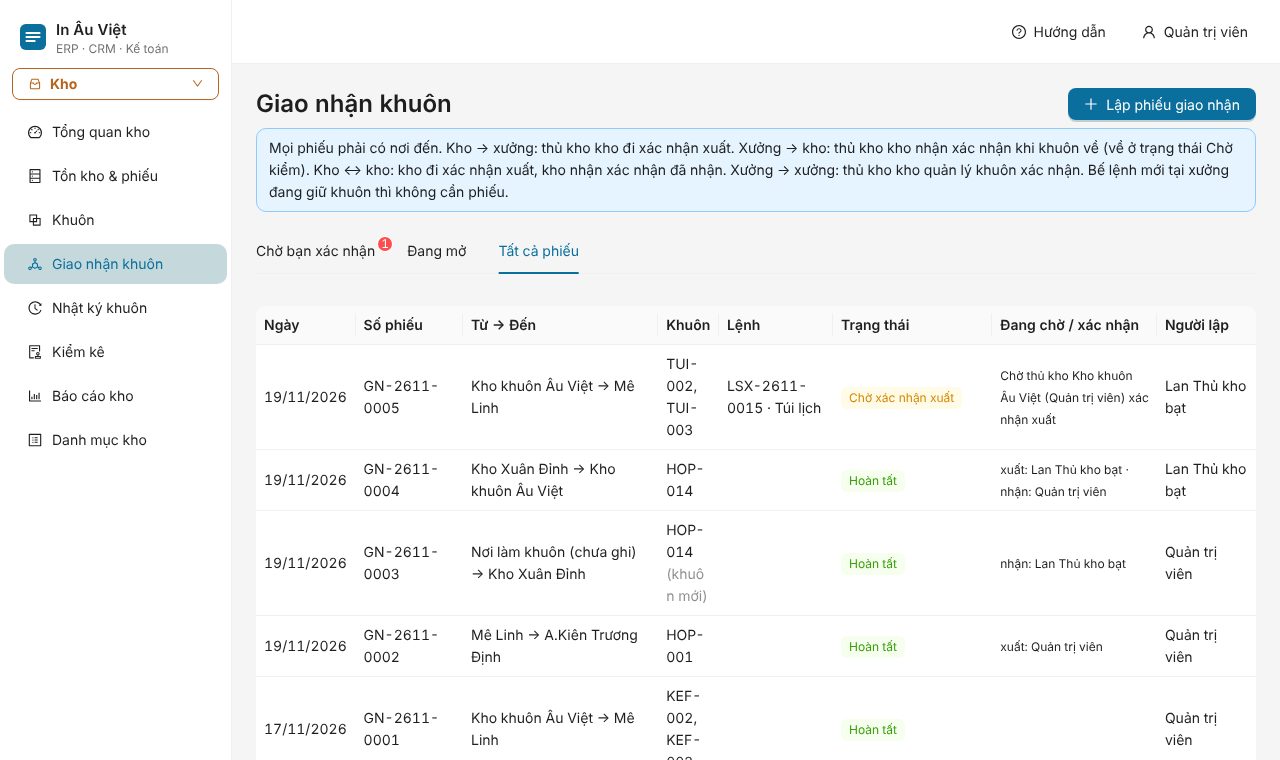 In Âu Việt
ERP · CRM · Kế toán
Kho
Tổng quan kho
Tồn kho & phiếu
Khuôn
Giao nhận khuôn
Nhật ký khuôn
Kiểm kê
Báo cáo kho
Danh mục kho
Hướng dẫn
Quản trị viên
Giao nhận khuôn
Lập phiếu giao nhận
Mọi phiếu phải có nơi đến. Kho → xưởng: thủ kho kho đi xác nhận xuất. Xưởng → kho: thủ kho kho nhận xác nhận khi khuôn về (về ở trạng thái Chờ
kiểm). Kho ↔ kho: kho đi xác nhận xuất, kho nhận xác nhận đã nhận. Xưởng → xưởng: thủ kho kho quản lý khuôn xác nhận. Bế lệnh mới tại xưởng
đang giữ khuôn thì không cần phiếu.
Chờ bạn xác nhận 1
Đang mở
Tất cả phiếu
Ngày Số phiếu Từ → Đến Khuôn Lệnh Trạng thái Đang chờ / xác nhận Người lập
19/11/2026
GN-2611-
0005
Kho khuôn Âu Việt → Mê
Linh
TUI-
002,
TUI-
003
LSX-2611-
0015 · Túi lịch
Chờ xác nhận xuất
Chờ thủ kho Kho khuôn
Âu Việt (Quản trị viên) xác
nhận xuất
Lan Thủ kho
bạt
19/11/2026
GN-2611-
0004
Kho Xuân Đỉnh → Kho
khuôn Âu Việt
HOP-
014
Hoàn tất
xuất: Lan Thủ kho bạt ·
nhận: Quản trị viên
Lan Thủ kho
bạt
19/11/2026
GN-2611-
0003
Nơi làm khuôn (chưa ghi)
→ Kho Xuân Đỉnh
HOP-
014
(khuô
n mới)
Hoàn tất
nhận: Lan Thủ kho bạt
Quản trị
viên
19/11/2026
GN-2611-
0002
Mê Linh → A.Kiên Trương
Định
HOP-
001
Hoàn tất
xuất: Quản trị viên
Quản trị
viên
17/11/2026
GN-2611-
0001
Kho khuôn Âu Việt → Mê
Linh
KEF-
002,
KEF-
Hoàn tất
Quản trị
viên